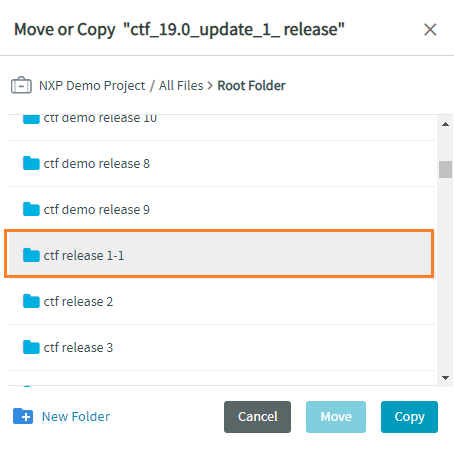 Move or Copy "ctf_19.0_update_1_ release"
NXP Demo Project / All Files > Root Folder
ctf demo release 10
ctf demo release 8
ctf demo release 9
ctf release 1-1
ctf release 2
ctf release 3
New Folder
Cancel
Move
Copy